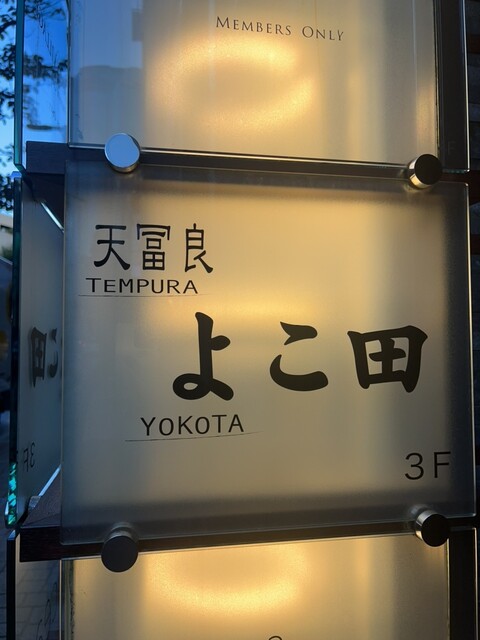 MEMBERS ONLY
天冨良
TEMPURA
よこ田
YOKOTA
3F